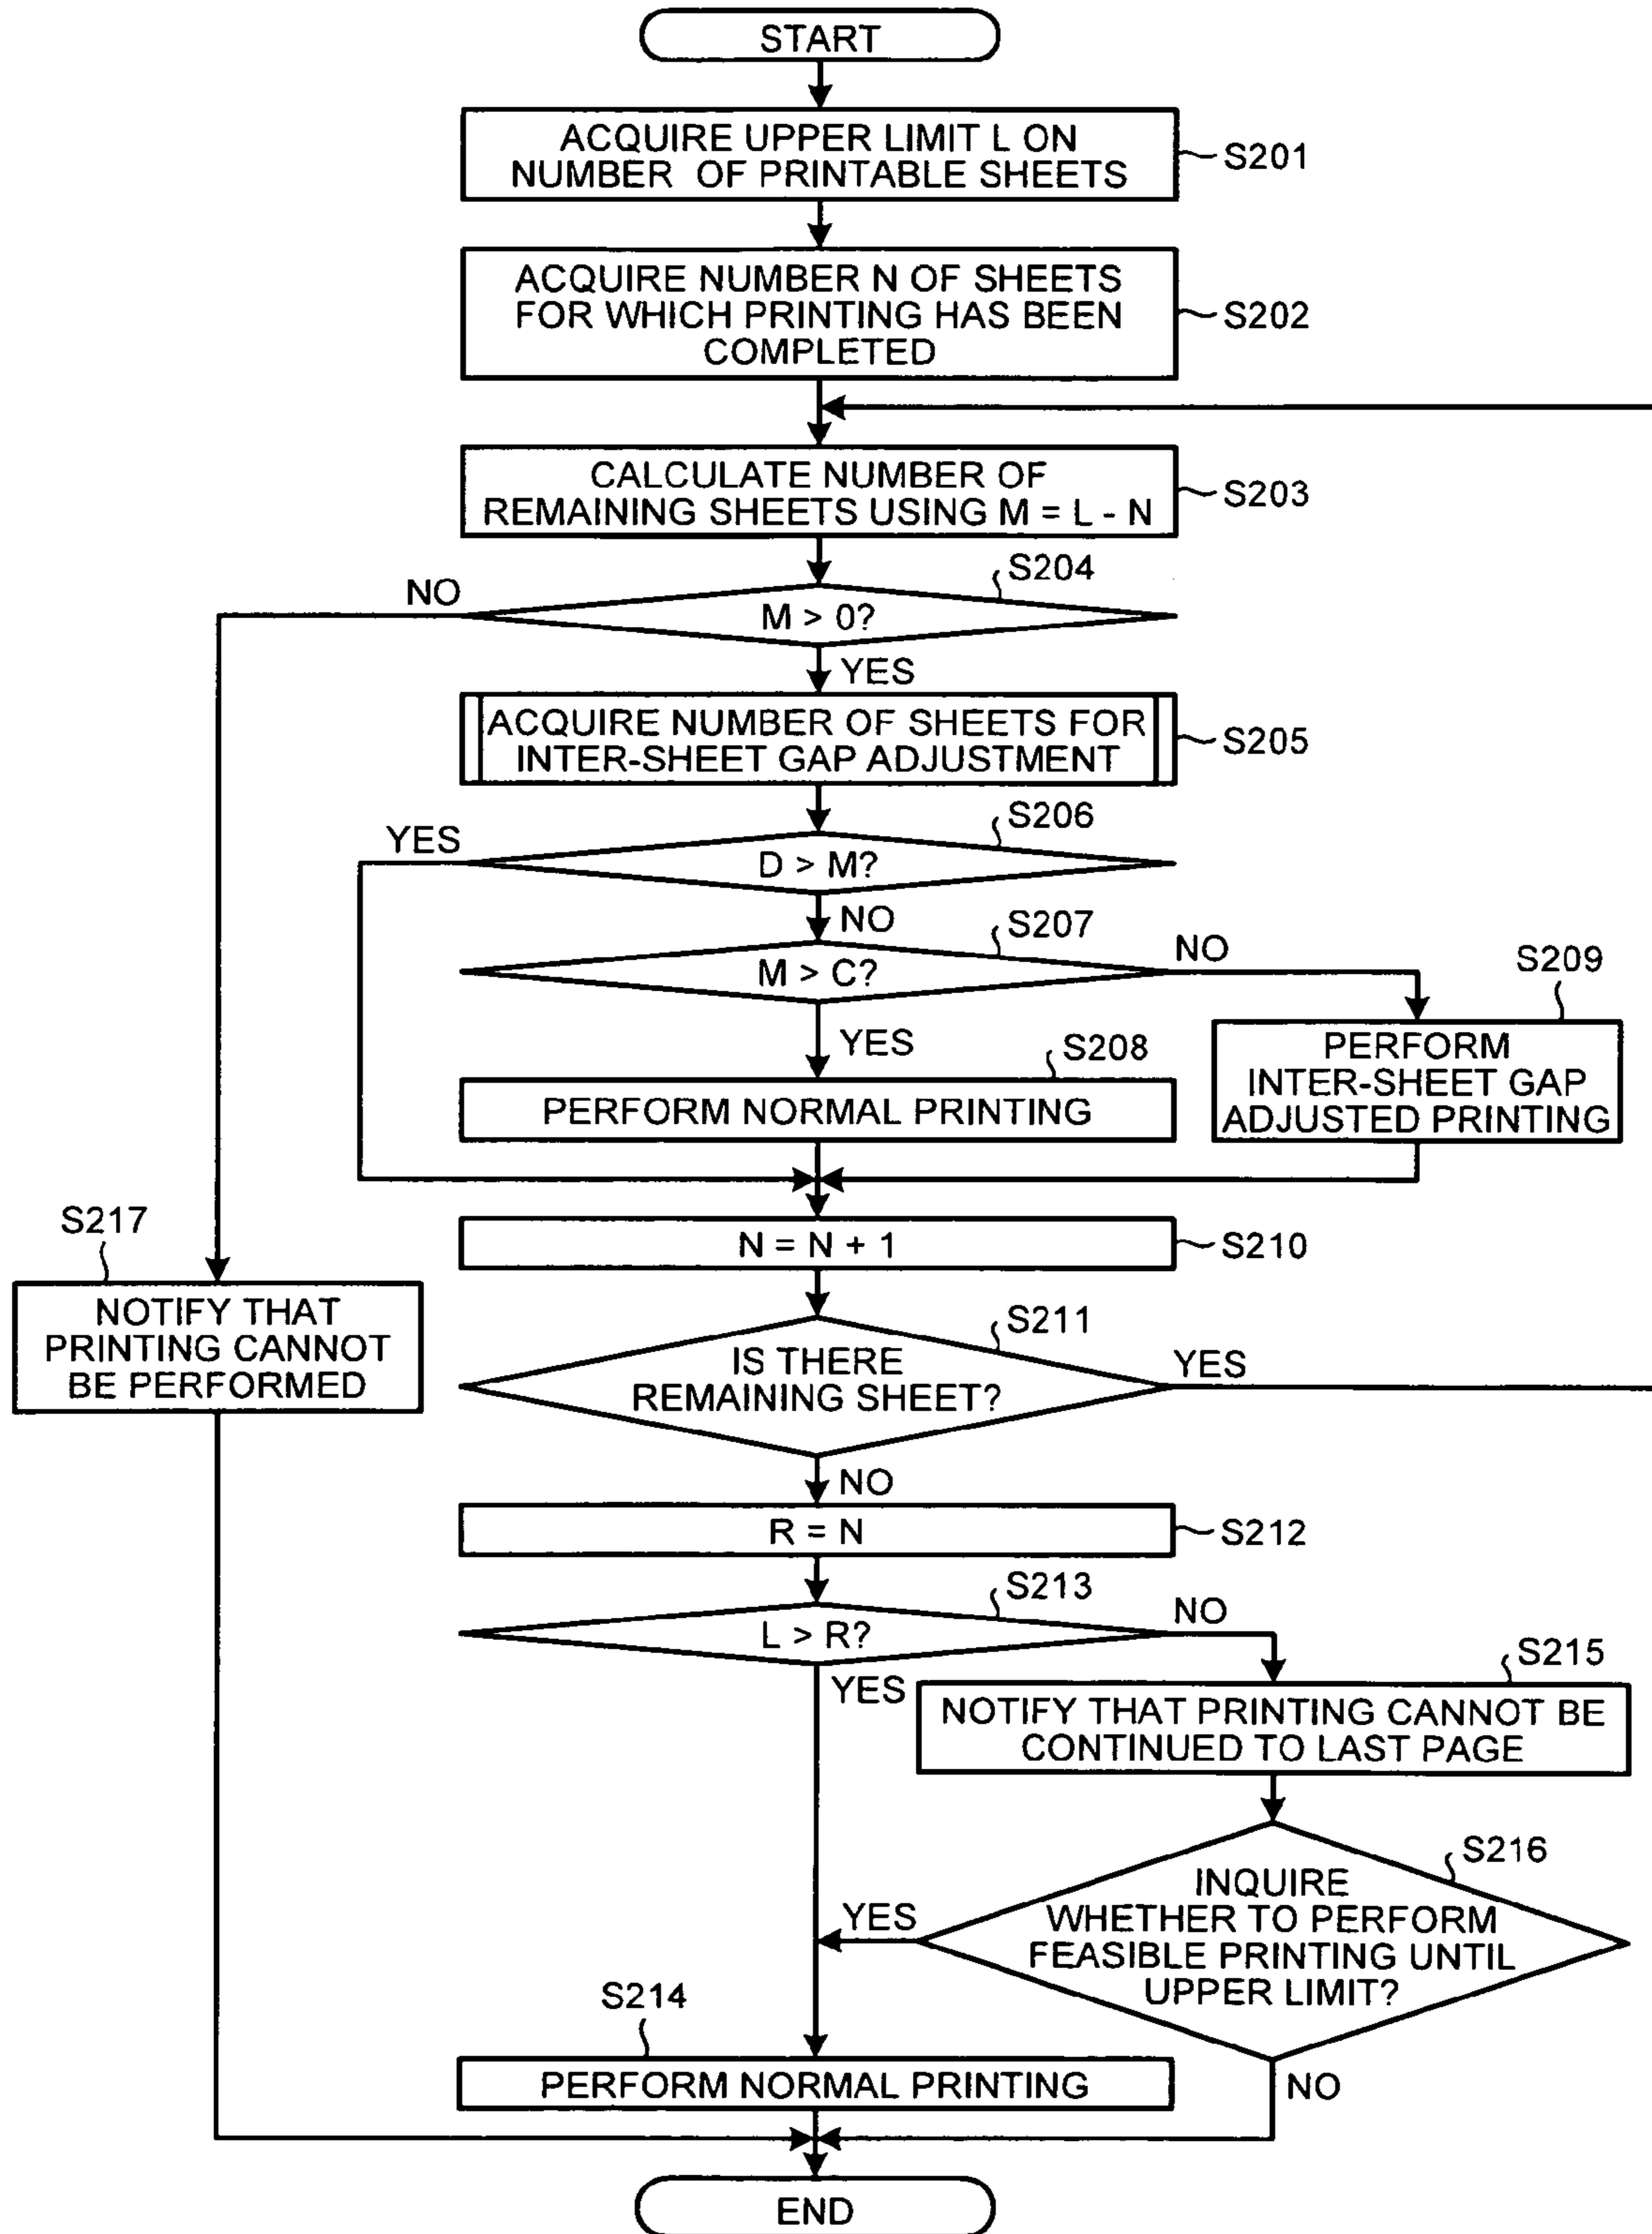 START
ACQUIRE UPPER LIMIT L ON
NUMBER OF PRINTABLE SHEETS
S201
ACQUIRE NUMBER N OF SHEETS
FOR WHICH PRINTING HAS BEEN
COMPLETED
S202
CALCULATE NUMBER OF
REMAINING SHEETS USING M = L - N
S203
S204
NO
M > 0?
YES
ACQUIRE NUMBER OF SHEETS FOR
INTER-SHEET GAP ADJUSTMENT
S205
S206
YES
D > M?
NO
S207
M > C?
NO
S209
YES
PERFORM
INTER-SHEET GAP
ADJUSTED PRINTING
S208
PERFORM NORMAL PRINTING
S217
NOTIFY THAT
PRINTING CANNOT
BE PERFORMED
N = N + 1
S210
S211
IS THERE
REMAINING SHEET?
YES
NO
R = N
S212
S213
L > R?
NO
YES
S215
NOTIFY THAT PRINTING CANNOT BE
CONTINUED TO LAST PAGE
S216
INQUIRE
WHETHER TO PERFORM
FEASIBLE PRINTING UNTIL
UPPER LIMIT?
YES
NO
S214
PERFORM NORMAL PRINTING
END